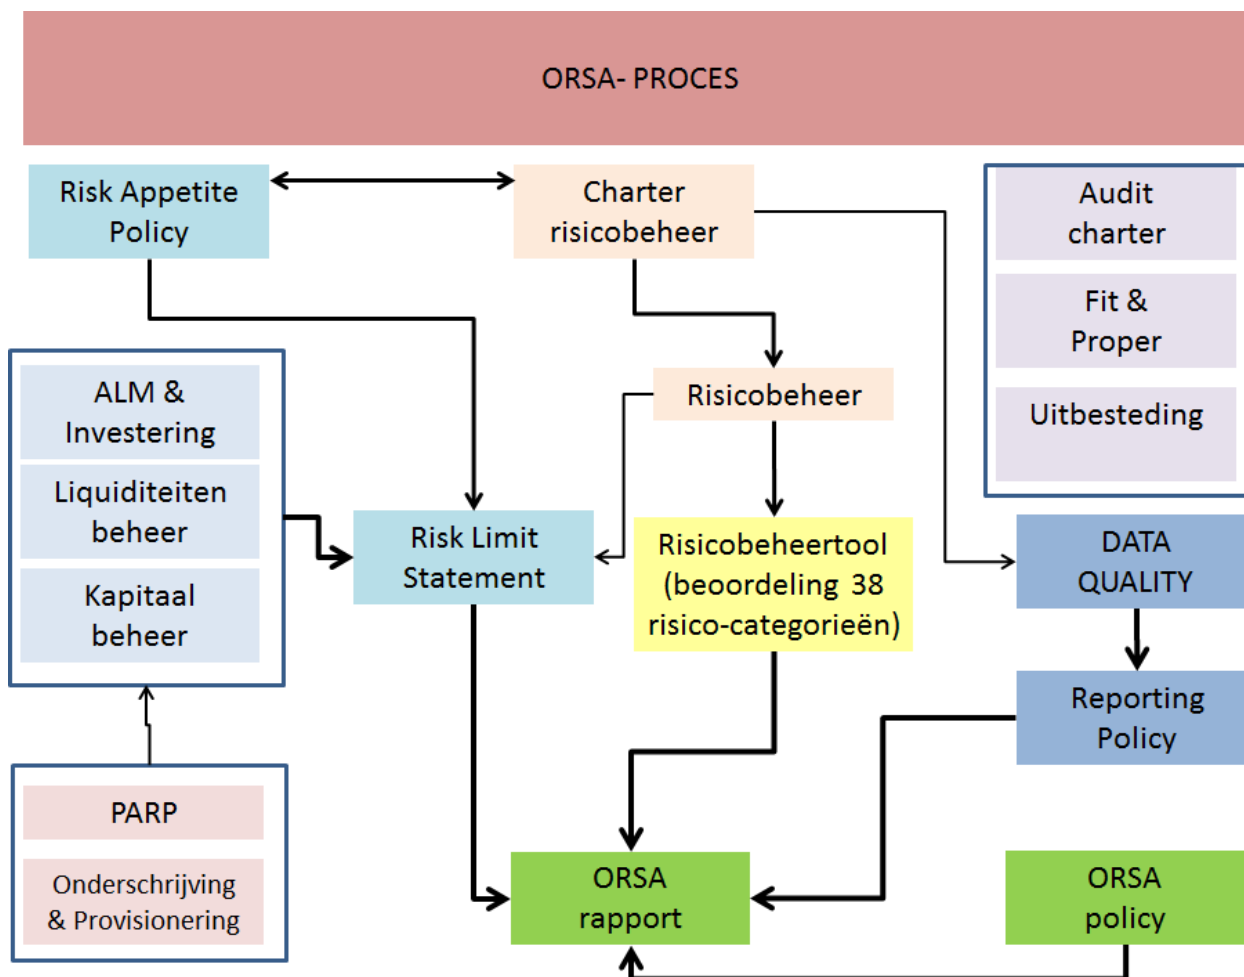 ORSA- PROCES
Risk Appetite
Policy
Charter
risicobeheer
Audit
charter
Fit &
Proper
Uitbesteding
ALM &
Investering
Liquiditeiten
beheer
Kapitaal
beheer
Risicobeheer
Risk Limit
Statement
Risicobeheertool
(beoordeling 38
risico-categorieën)
DATA
QUALITY
Reporting
Policy
PARP
Onderschrijving
& Provisionering
ORSA
rapport
ORSA
policy